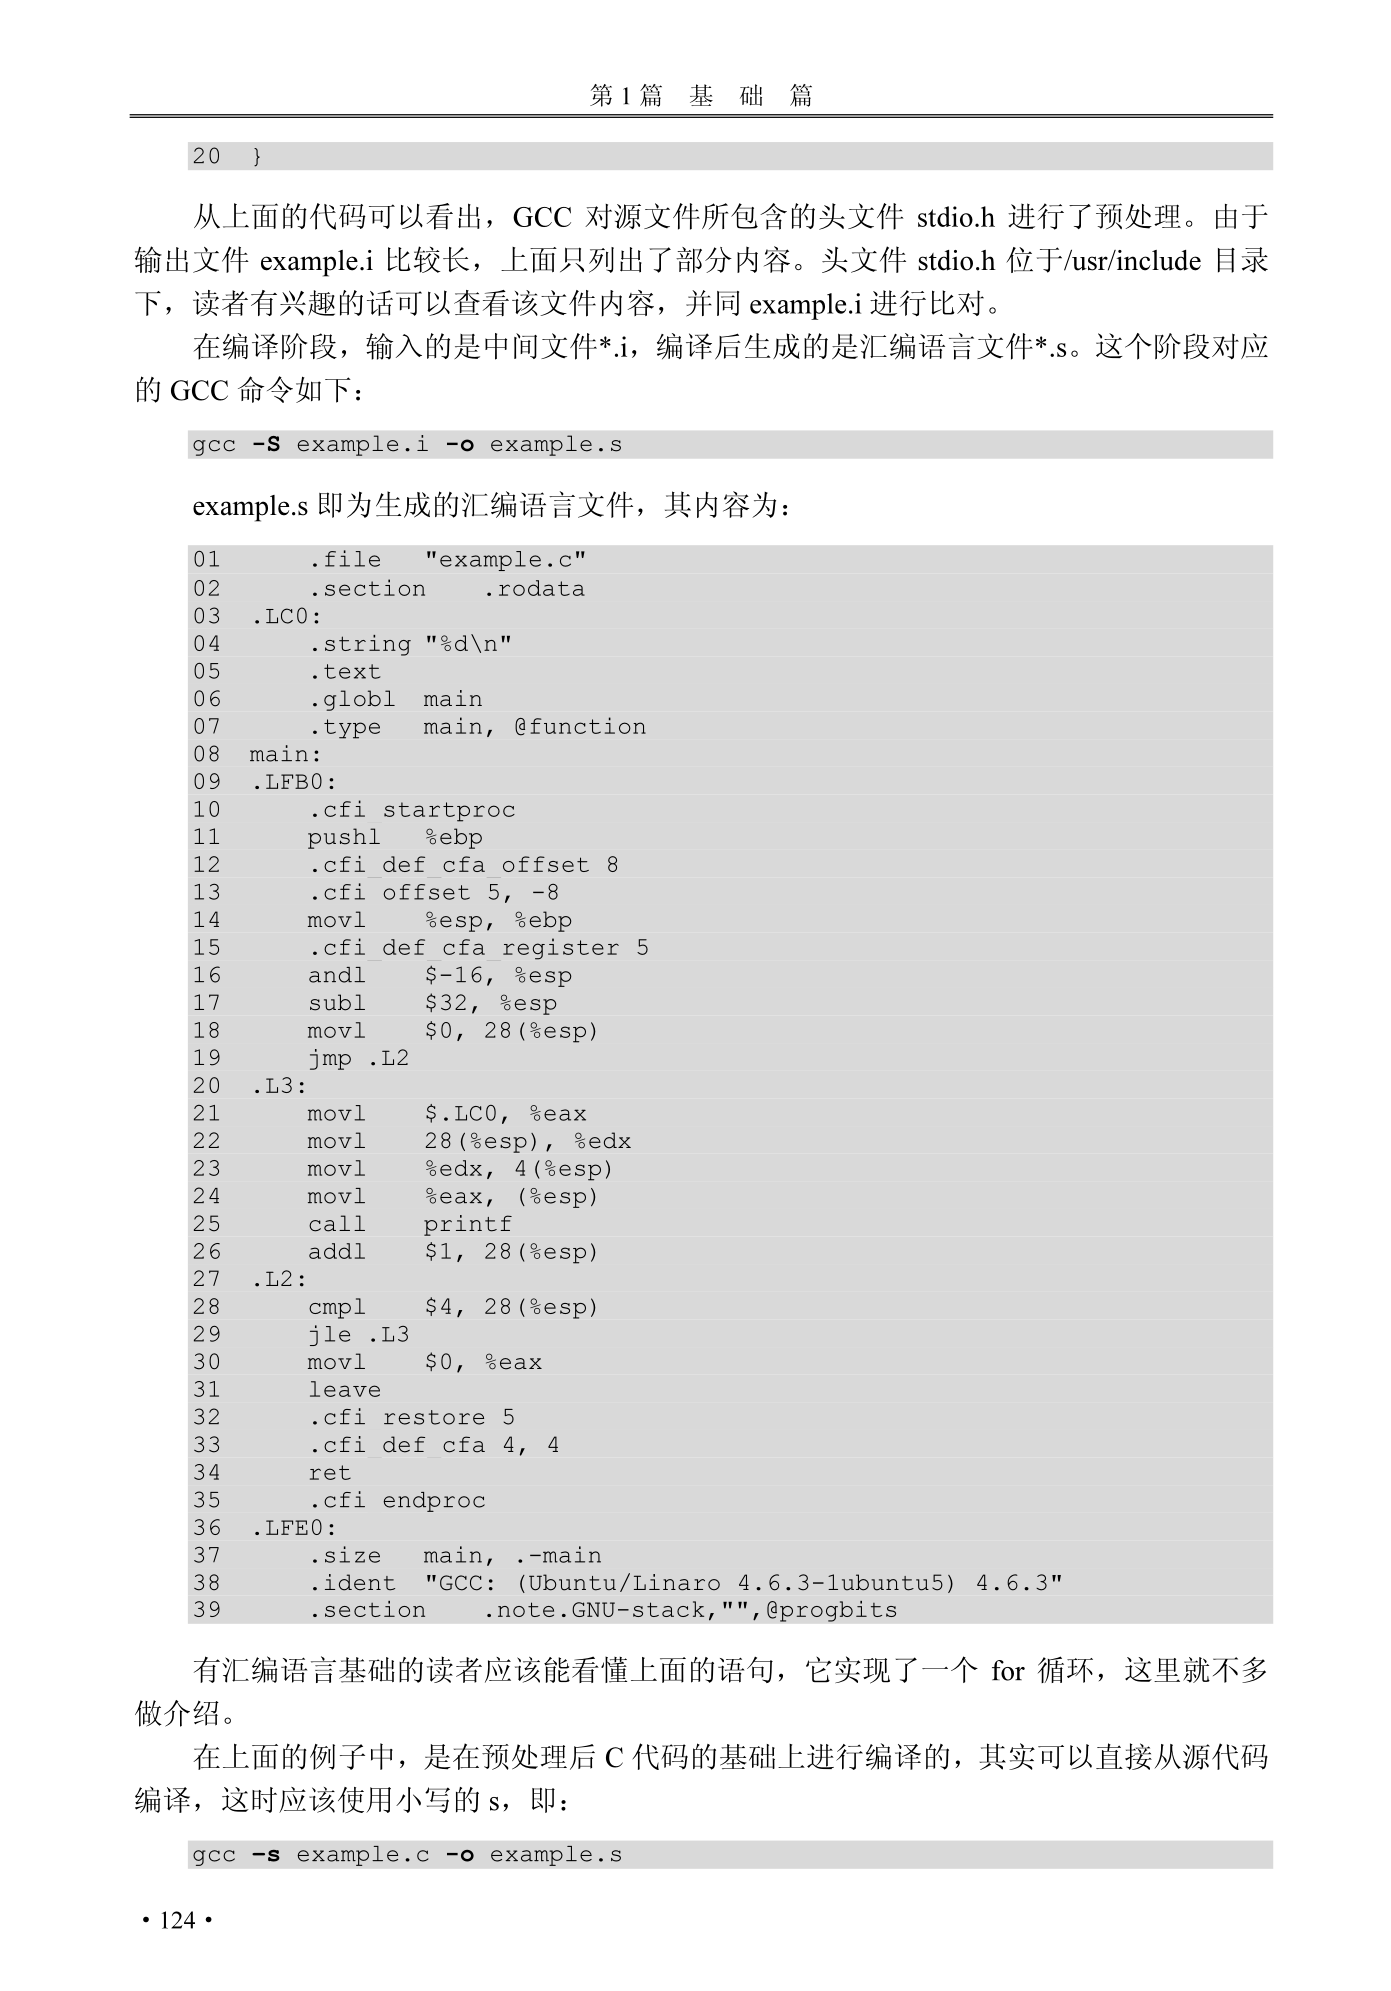 第 1 篇 基 础 篇
20 }
从上面的代码可以看出，GCC 对源文件所包含的头文件 stdio.h 进行了预处理。由于
输出文件 example.i 比较长，上面只列出了部分内容。头文件 stdio.h 位于/usr/include 目录
下，读者有兴趣的话可以查看该文件内容，并同 example.i 进行比对。
在编译阶段，输入的是中间文件*.i，编译后生成的是汇编语言文件*.s。这个阶段对应
的 GCC 命令如下：
gcc -S example.i -o example.s
example.s 即为生成的汇编语言文件，其内容为：
01 .file "example.c"
02 .section .rodata
03 .LC0:
04 .string "%d\n"
05 .text
06 .globl main
07 .type main, @function
08 main:
09 .LFB0:
10 .cfi_startproc
11 pushl %ebp
12 .cfi_def_cfa_offset 8
13 .cfi_offset 5, -8
14 movl %esp, %ebp
15 .cfi_def_cfa_register 5
16 andl $-16, %esp
17 subl $32, %esp
18 movl $0, 28(%esp)
19 jmp .L2
20 .L3:
21 movl $.LC0, %eax
22 movl 28(%esp), %edx
23 movl %edx, 4(%esp)
24 movl %eax, (%esp)
25 call printf
26 addl $1, 28(%esp)
27 .L2:
28 cmpl $4, 28(%esp)
29 jle .L3
30 movl $0, %eax
31 leave
32 .cfi_restore 5
33 .cfi_def_cfa 4, 4
34 ret
35 .cfi_endproc
36 .LFE0:
37 .size main, .-main
38 .ident "GCC: (Ubuntu/Linaro 4.6.3-1ubuntu5) 4.6.3"
39 .section .note.GNU-stack,"",@progbits
有汇编语言基础的读者应该能看懂上面的语句，它实现了一个 for 循环，这里就不多
做介绍。
在上面的例子中，是在预处理后 C 代码的基础上进行编译的，其实可以直接从源代码
编译，这时应该使用小写的 s，即：
gcc –s example.c -o example.s
· 124 ·